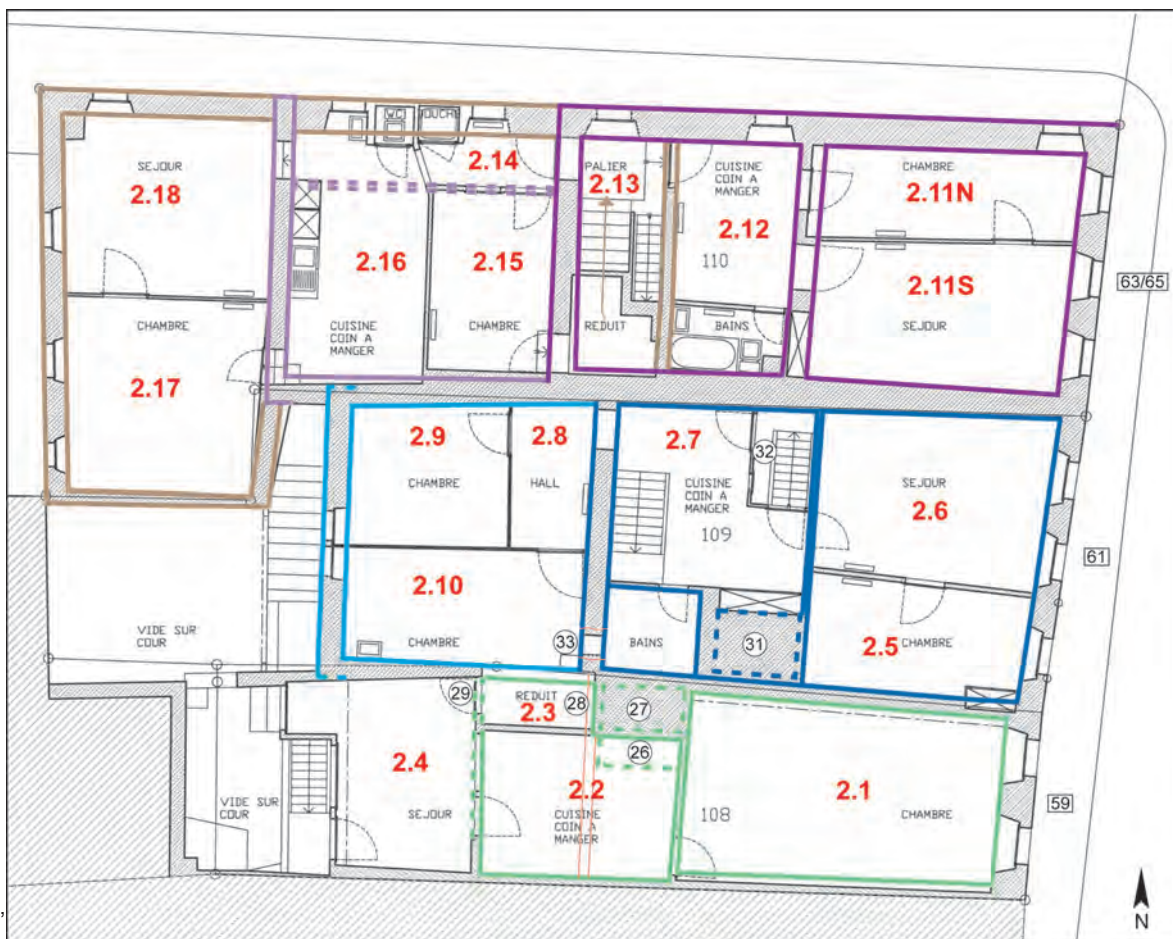 WC
DOUCHE
SEJOUR
2.18
2.14
PALIER
2.13
CUISINE
COIN A
MANGER
2.12
110
CHAMBRE
2.11N
2.16
2.15
2.11S
63/65
CHAMBRE
CUISINE
COIN A
MANGER
CHAMBRE
REDUIT
BAINS
SEJOUR
2.17
2.9
2.8
2.7
32
CHAMBRE
HALL
CUISINE
COIN A
MANGER
109
SEJOUR
2.6
61
2.10
VIDE SUR
COUR
CHAMBRE
33
BAINS
31
2.5
CHAMBRE
29
REDUIT
2.3
28
27
26
2.4
2.2
2.1
VIDE SUR
COUR
SEJOUR
CUISINE
COIN A
MANGER
108
CHAMBRE
59
N